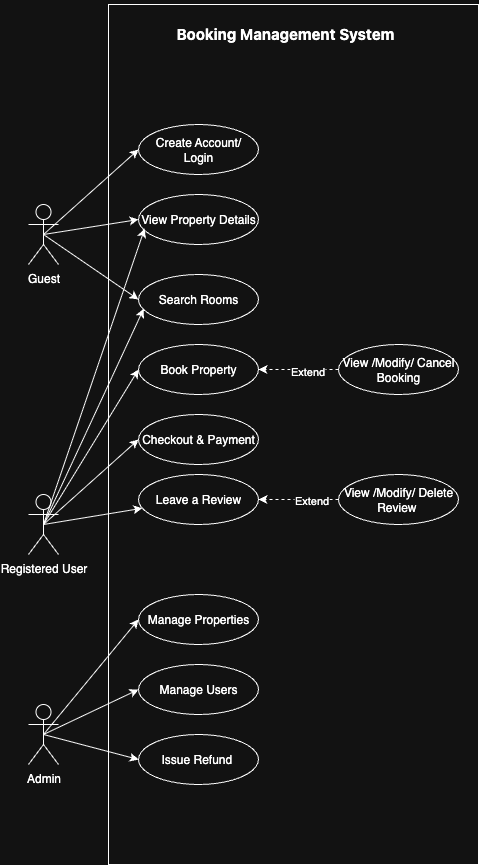 Booking Management System
Create Account/
Login
View Property Details
Guest
Search Rooms
Book Property
Extend
View /Modify/ Cancel
Booking
Checkout & Payment
Leave a Review
Extend
View /Modify/ Delete
Review
Registered User
Manage Properties
Manage Users
Issue Refund
Admin